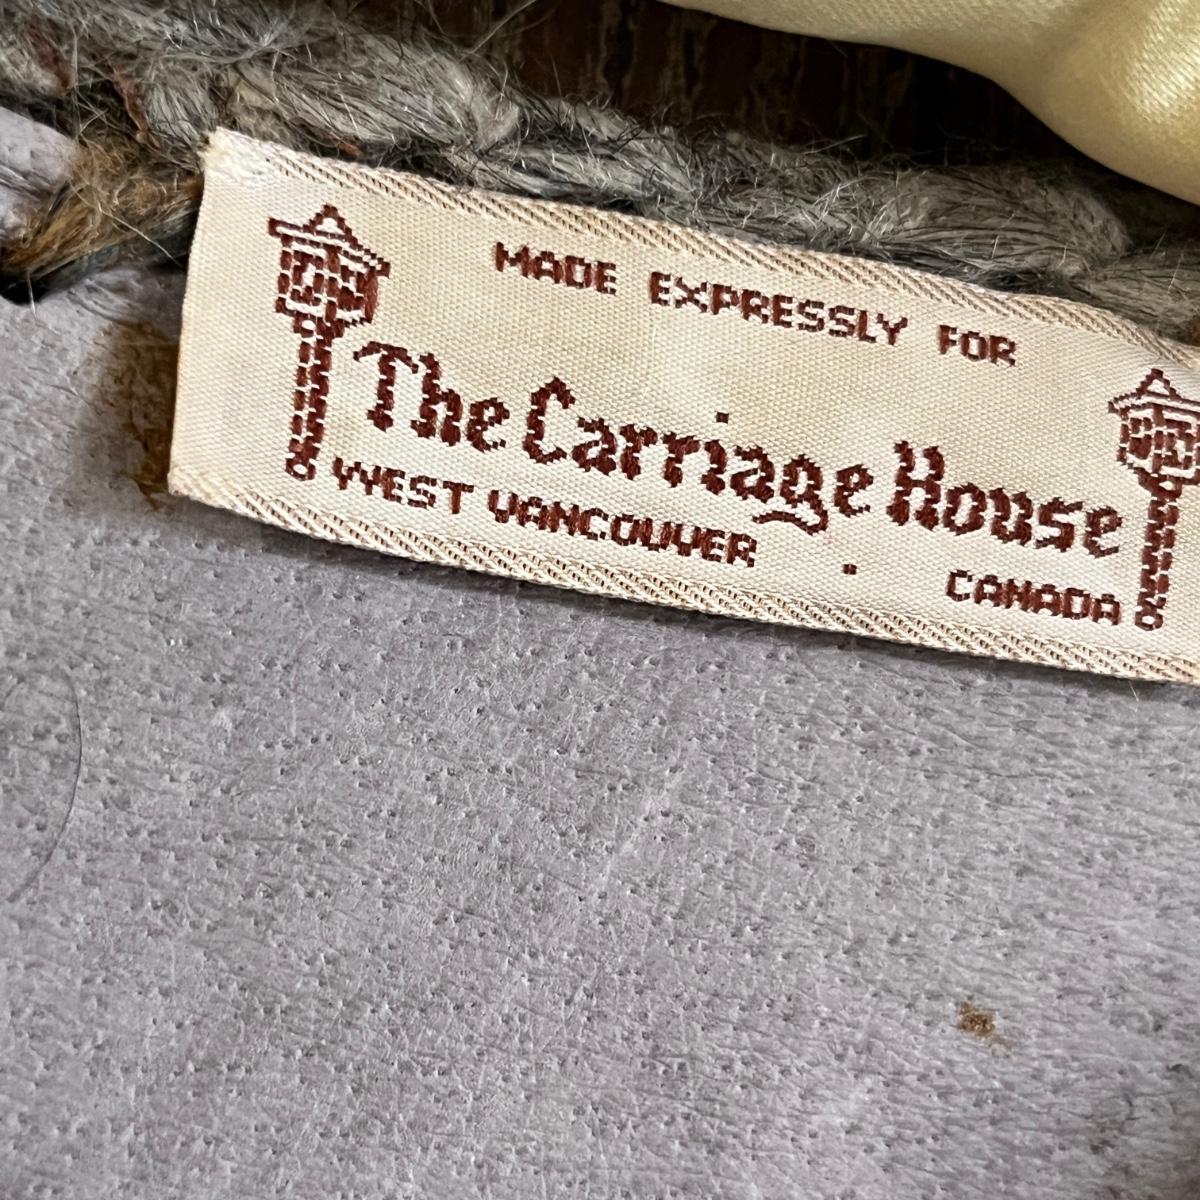 MADE EXPRESSLY FOR
The Carriage House
WEST VANCOUVER . CANADA